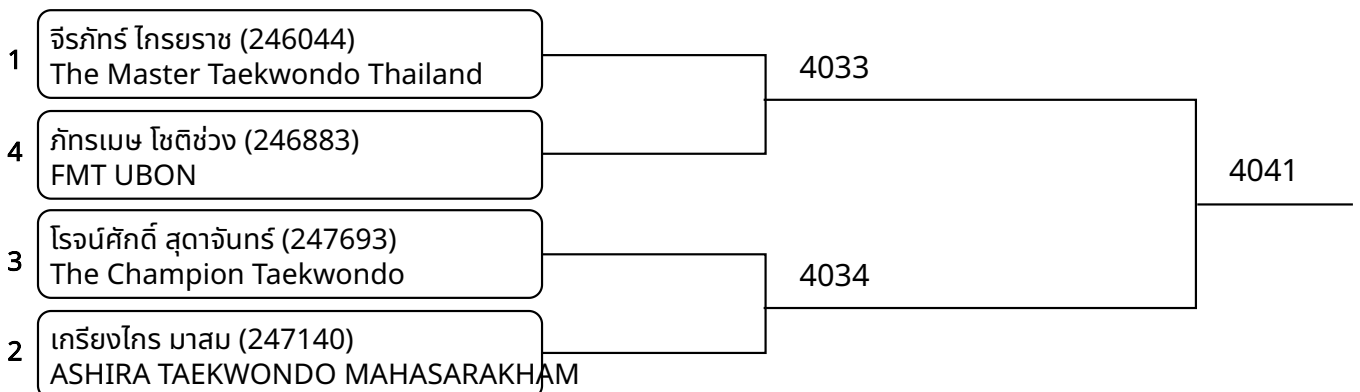 1
จีรภัทร์ ไกรยราช (246044)
The Master Taekwondo Thailand
4033
4
ภัทรเมษ โชติช่วง (246883)
FMT UBON
4041
3
โรจน์ศักดิ์ สุดาจันทร์ (247693)
The Champion Taekwondo
4034
2
เกรียงไกร มาสม (247140)
ASHIRA TAEKWONDO MAHASARAKHAM